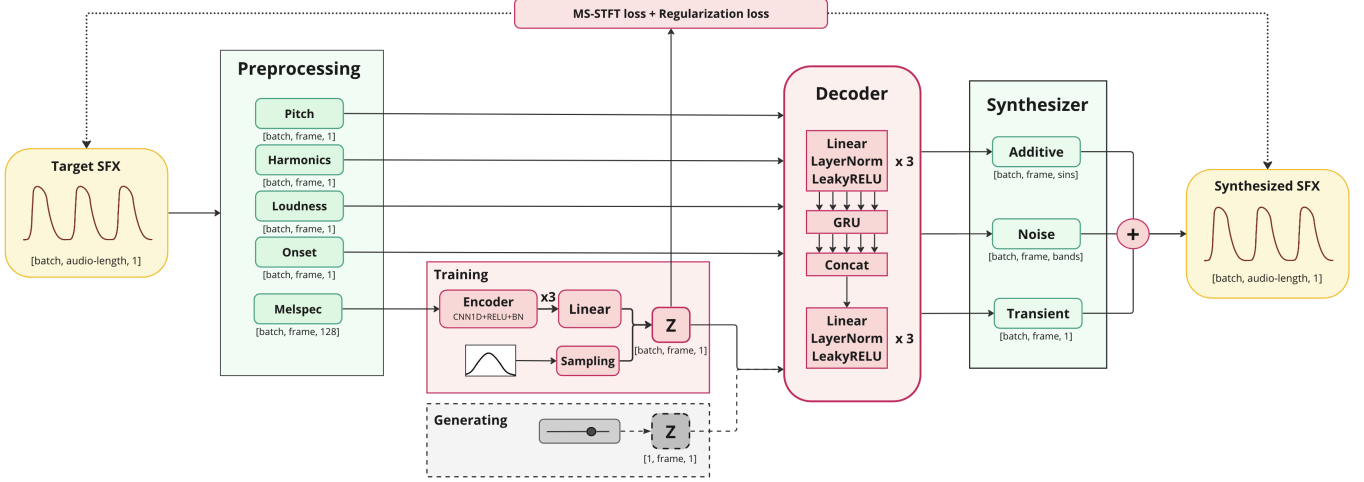 MS-STFT loss + Regularization loss
Target SFX
[batch, audio-length, 1]
Preprocessing
Pitch
[batch, frame, 1]
Harmonics
[batch, frame, 1]
Loudness
[batch, frame, 1]
Onset
[batch, frame, 1]
Melspec
[batch, frame, 128]
Training
Encoder
CNN1D+RELU+BN
x3
Linear
Sampling
Z
[batch, frame, 1]
Generating
Z
[1, frame, 1]
Decoder
Linear
LayerNorm
LeakyRELU
x 3
GRU
Concat
Linear
LayerNorm
LeakyRELU
x 3
Synthesizer
Additive
[batch, frame, sins]
Noise
[batch, frame, bands]
Transient
[batch, frame, 1]
+
Synthesized SFX
[batch, audio-length, 1]